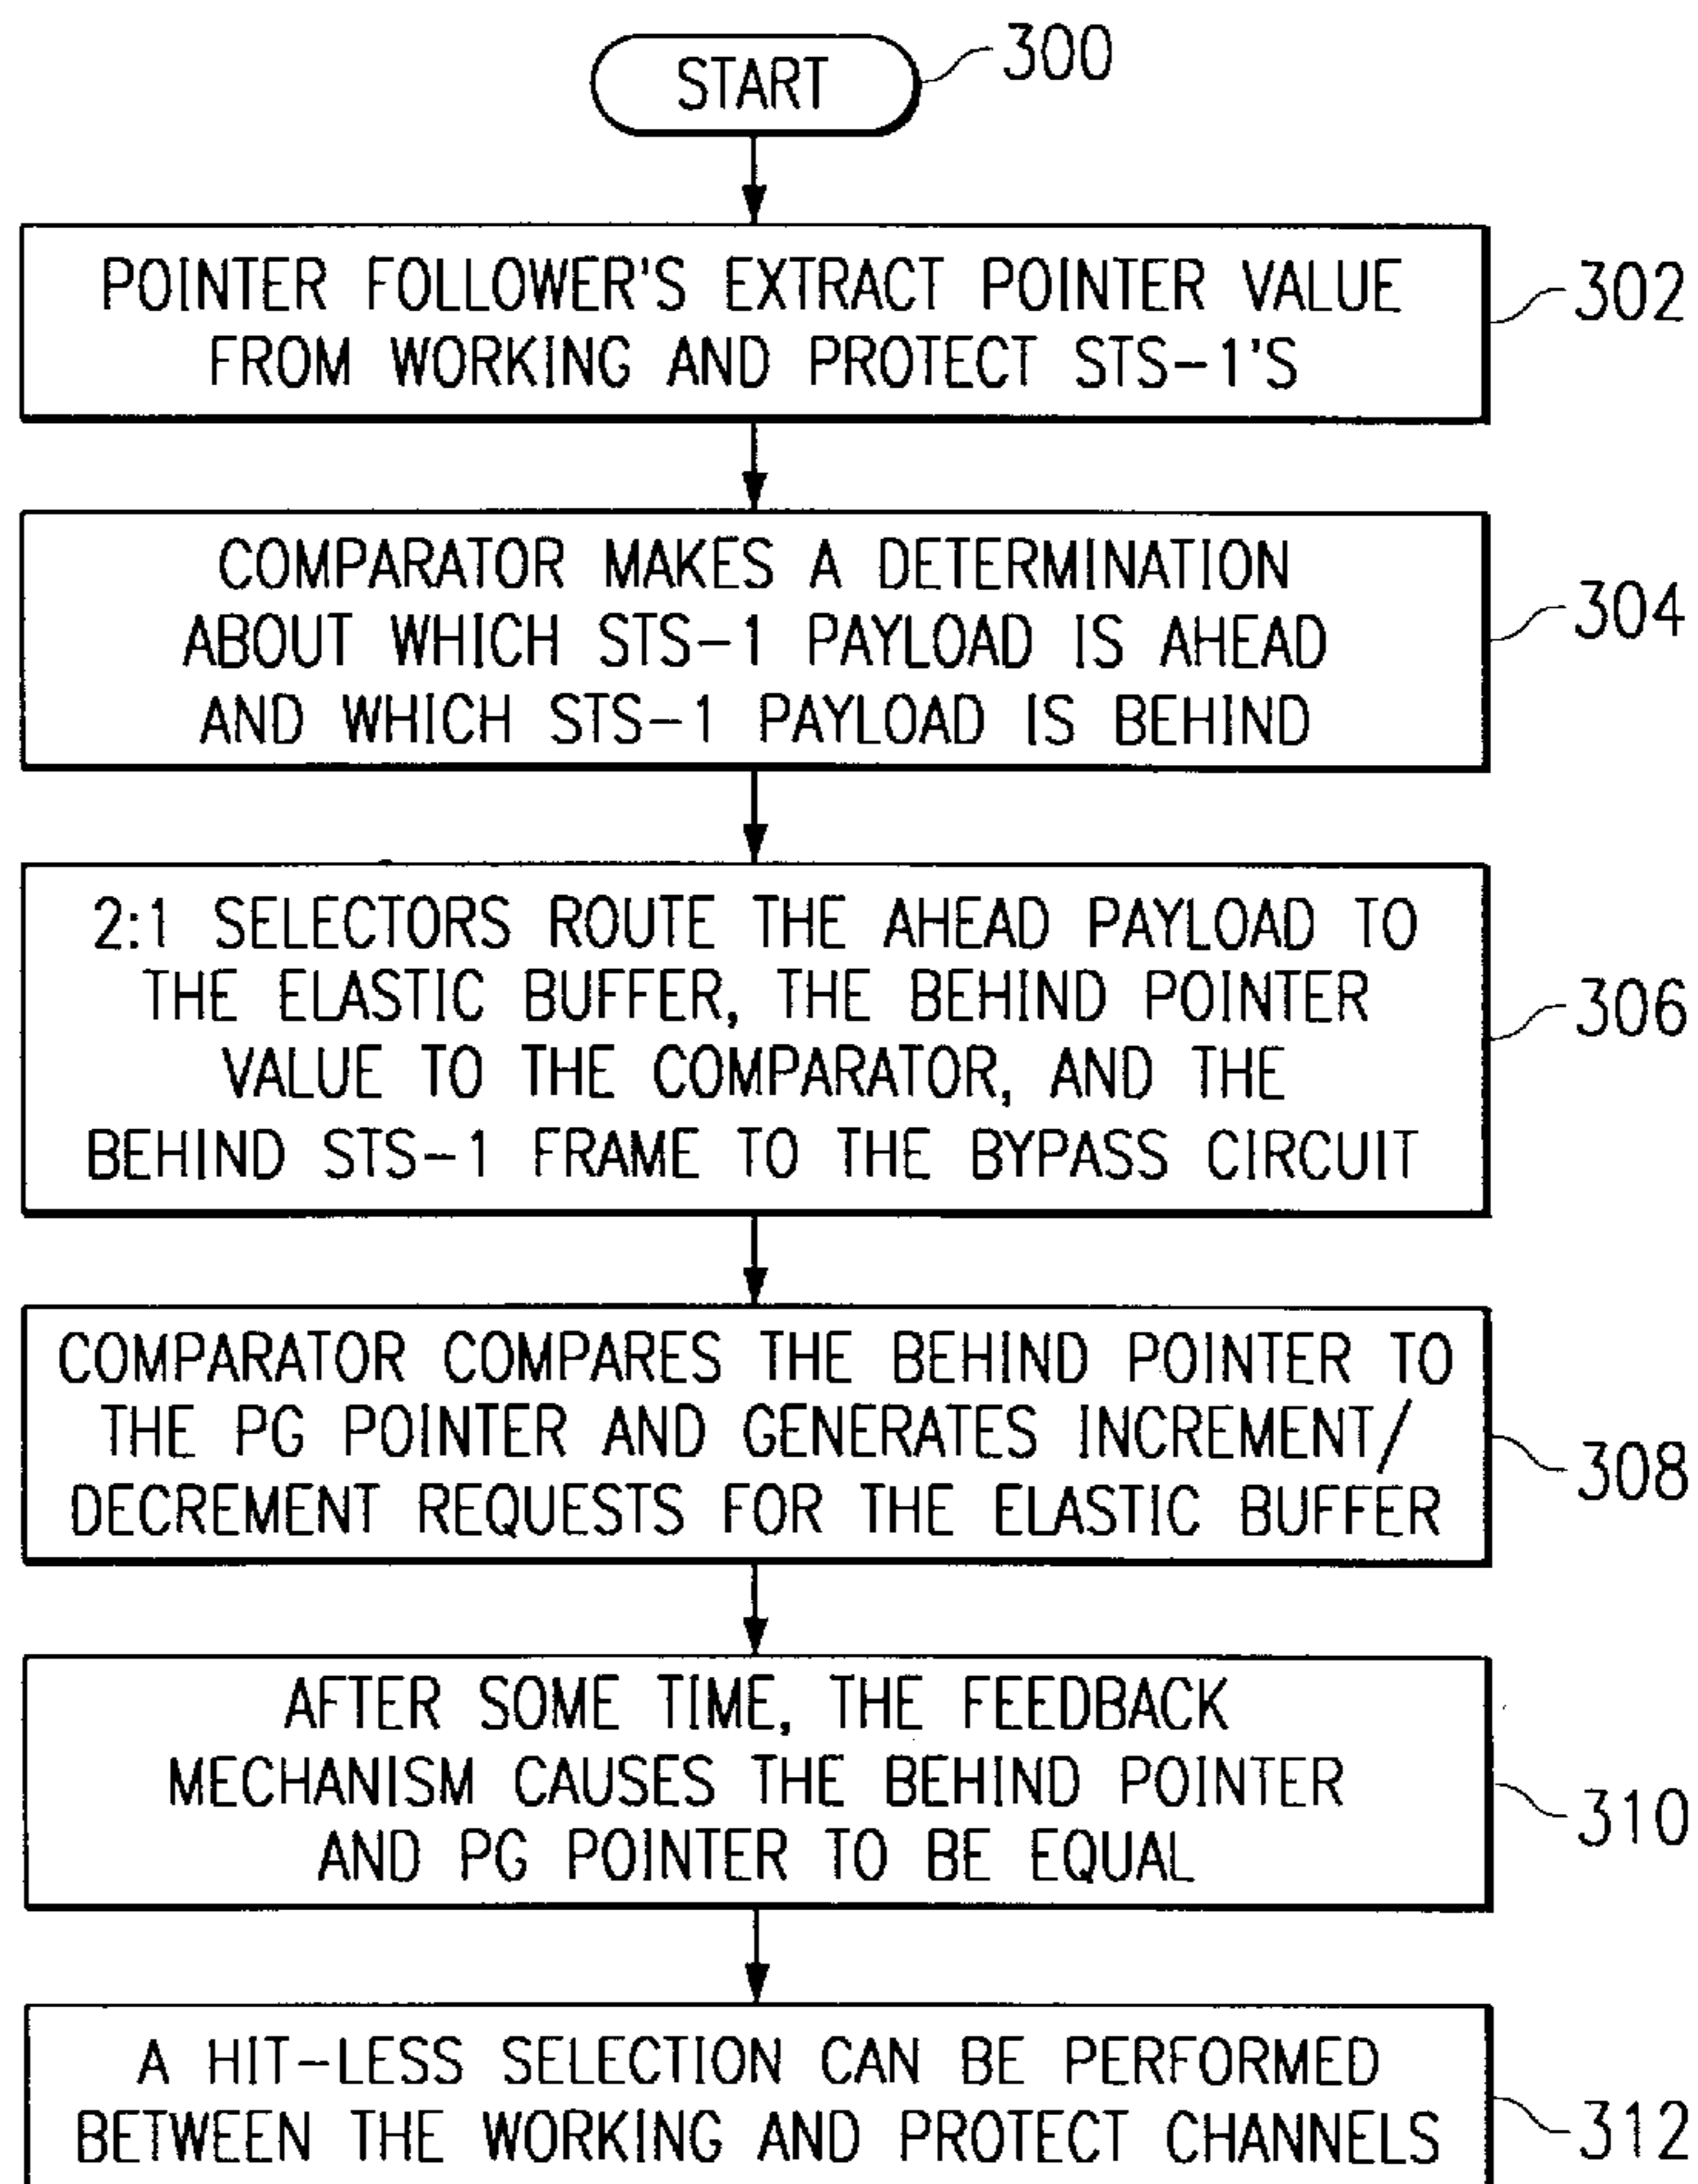 START
300
POINTER FOLLOWER'S EXTRACT POINTER VALUE
FROM WORKING AND PROTECT STS-1'S
302
COMPARATOR MAKES A DETERMINATION
ABOUT WHICH STS-1 PAYLOAD IS AHEAD
AND WHICH STS-1 PAYLOAD IS BEHIND
304
2:1 SELECTORS ROUTE THE AHEAD PAYLOAD TO
THE ELASTIC BUFFER, THE BEHIND POINTER
VALUE TO THE COMPARATOR, AND THE
BEHIND STS-1 FRAME TO THE BYPASS CIRCUIT
306
COMPARATOR COMPARES THE BEHIND POINTER TO
THE PG POINTER AND GENERATES INCREMENT/
DECREMENT REQUESTS FOR THE ELASTIC BUFFER
308
AFTER SOME TIME, THE FEEDBACK
MECHANISM CAUSES THE BEHIND POINTER
AND PG POINTER TO BE EQUAL
310
A HIT-LESS SELECTION CAN BE PERFORMED
BETWEEN THE WORKING AND PROTECT CHANNELS
312